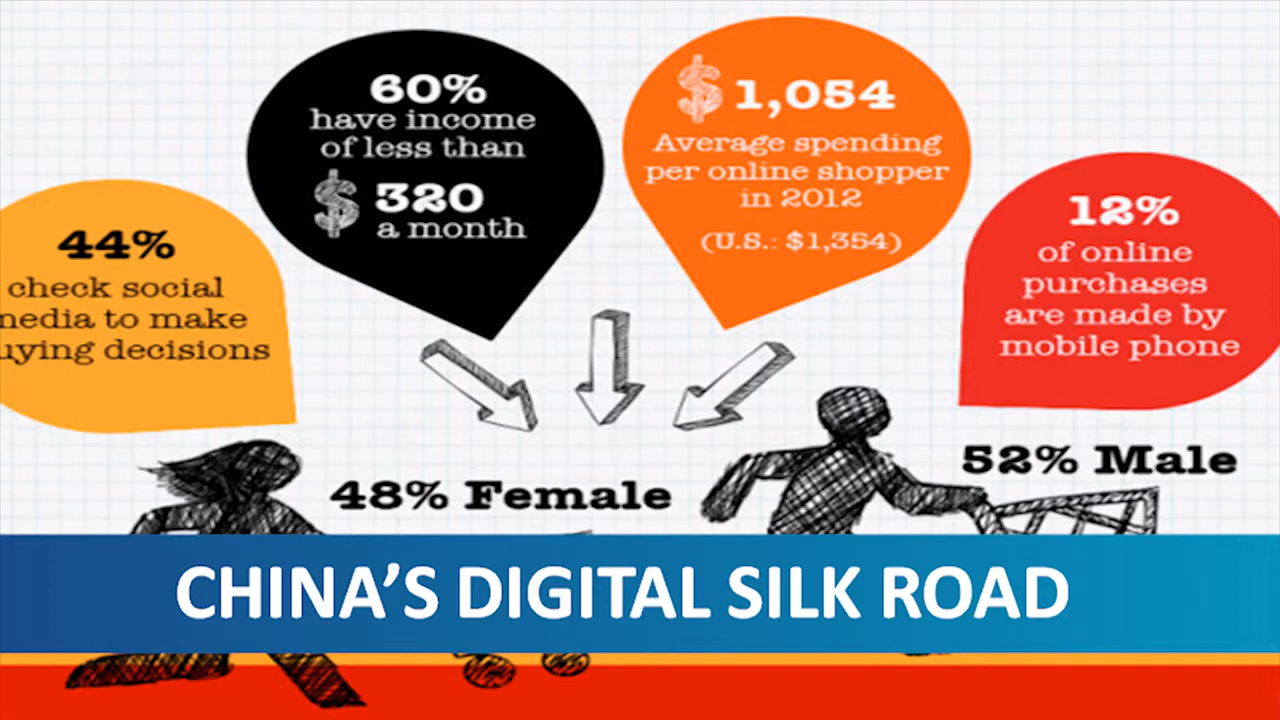 60%
have income
of less than
$ 320
a month
$ 1,054
Average spending
per online shopper
in 2012
(U.S.: $1,354)
44%
check social
to make
decisions
12%
of online
purchases
are made by
mobile phone
48% Female
52% Male
CHINA'S DIGITAL SILK ROAD